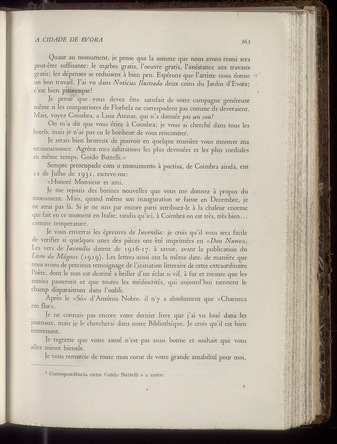 A CIDADE DE EVORA
363
Quant au monument, je pense que la somme que nous avons réuni sera
peut-être suffisante: le marbre gratis, l'oeuvre gratis, l'assistance aux travaux
gratis; les dépenses se réduisent à bien peu. Espérons que l'artiste nous donne
un bon travail. J'ai vu dans Notícias Ilustrado deux coins du Jardin d'Evora;
c'est bien pitoresque!
Je pense que vous devez être satisfait de votre campagne généreuse
même si les compatriotes de Florbela ne correspodent pas comme ils devraient.
Mais, voyez Coimbra, a Lusa Atenas, qui n'a donnée pas un sou!
On m'a dit que vous étiez à Coimbra; je vous ai cherché dans tous les
hotels, mais je n'ai pas eu le bonheur de vous rencontrer.
Je serais bien heureux de pouvoir en quelque manière vous montrer ma
reconnaissance. Agréez mes salutations les plus devouées et les plus cordiales
en même temps. Guido Battelli.»
Sempre preocupado com o monumento à poetisa, de Coimbra ainda, em
12 de Julho de 1931, escreve-me:
«Honoré Monsieur et ami.
Je me rejouis des bonnes nouvelles que vous me donnez à propos du
monument. Mais, quand même son inauguration se faisse en Decembre, je
ne serai pas là. Si je ne suis par encore parti attribuez-le à la chaleur enorme
qui fait en ce moment en Italie; tandis qu'ici, à Coimbra on est très, très bien...
comme temperature.
Je vous enverrai les épreuves de Juvenilia: je crois qu'il vous sera facile
de verifier si quelques unes des pièces ont été imprimées en «Don Nuno».
Les vers de Juvenilia datent de 1916-17 à savoir, avant la publication du
Livro de Mágoas (1919). Les lettres sont ou la même date, de manière que
nous avons de precieux temoignage de l'initiation litteraire de cette extraordinaire
Poète, dont le nom est destiné a briller d'un éclat si vif, à fur et mesure que les
années passeront et que toutes les médiocrités, qui aujourd'hui tiennent le
champ disparaitront dans l'oubli.
Après le «Só» d'António Nobre, il n'y a absolument que «Charneca
em flor».
Je ne connais pas encore votre dernier livre que j'ai vu loué dans les
journaux, mais je le chercherai dans notre Bibliothèque. Je crois qu'il est bien
interessant.
Je regrette que votre santé n'est pas aussi bonne et souhait que vous
allez mieux bientôt.
Je vous remercie de toute mon coeur de votre grande amabilité pour moi,
Correspondência entre Guido Battelli e o autor.